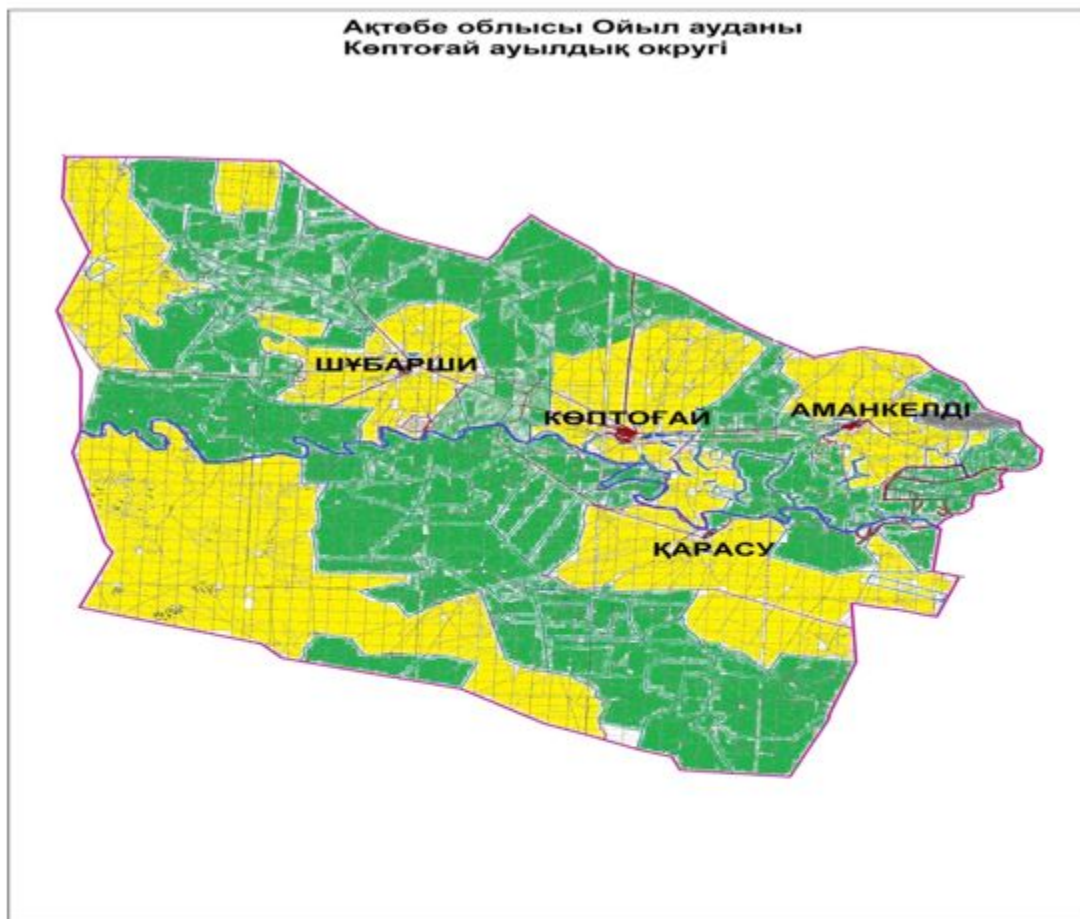 Ақтөбе облысы Ойыл ауданы
Көптоғай ауылдық округі
ШҰБАРШИ
КӨПТОҒАЙ
АМАНКЕЛДІ
ҚАРАСУ